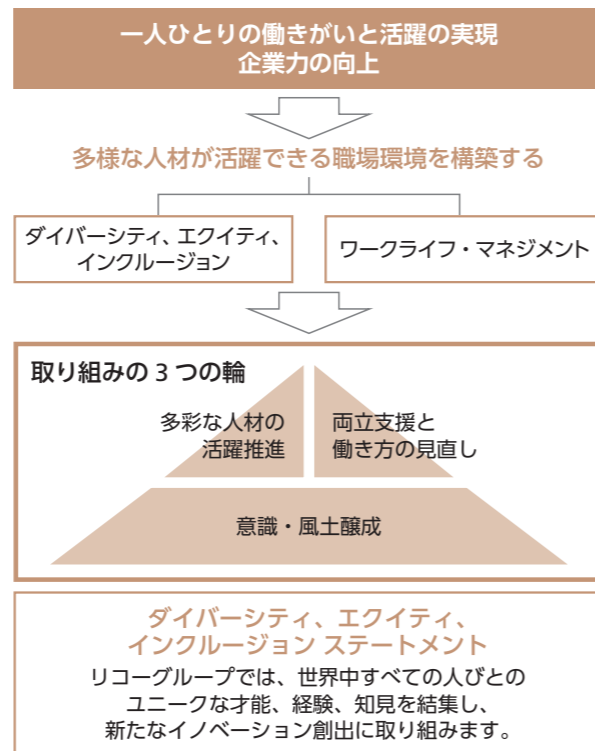 一人ひとりの働きがいと活躍の実現
企業力の向上
多様な人材が活躍できる職場環境を構築する
ダイバーシティ、エクイティ、
インクルージョン
ワークライフ・マネジメント
取り組みの3つの輪
多彩な人材の
活躍推進
両立支援と
働き方の見直し
意識・風土醸成
ダイバーシティ、エクイティ、
インクルージョン ステートメント
リコーグループでは、世界中すべての人びとの
ユニークな才能、経験、知見を結集し、
新たなイノベーション創出に取り組みます。